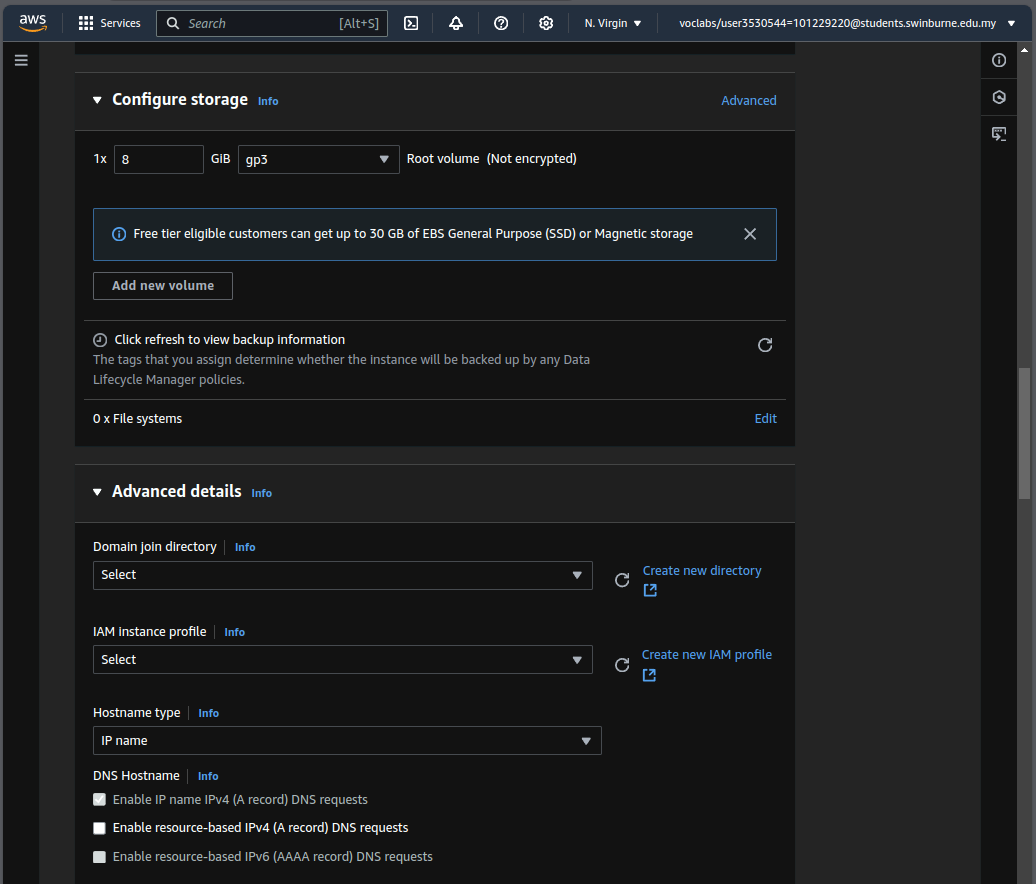 aws Services Search [Alt+S] N. Virgin voclabs/user3530544=101229220@students.swinburne.edu.my
Configure storage Info Advanced
1x 8 GiB gp3 Root volume (Not encrypted)
Free tier eligible customers can get up to 30 GB of EBS General Purpose (SSD) or Magnetic storage
Add new volume
Click refresh to view backup information
The tags that you assign determine whether the instance will be backed up by any Data
Lifecycle Manager policies.
0 x File systems Edit
Advanced details Info
Domain join directory Info
Select Create new directory
IAM instance profile Info
Select Create new IAM profile
Hostname type Info
IP name
DNS Hostname Info
Enable IP name IPv4 (A record) DNS requests
Enable resource-based IPv4 (A record) DNS requests
Enable resource-based IPv6 (AAAA record) DNS requests